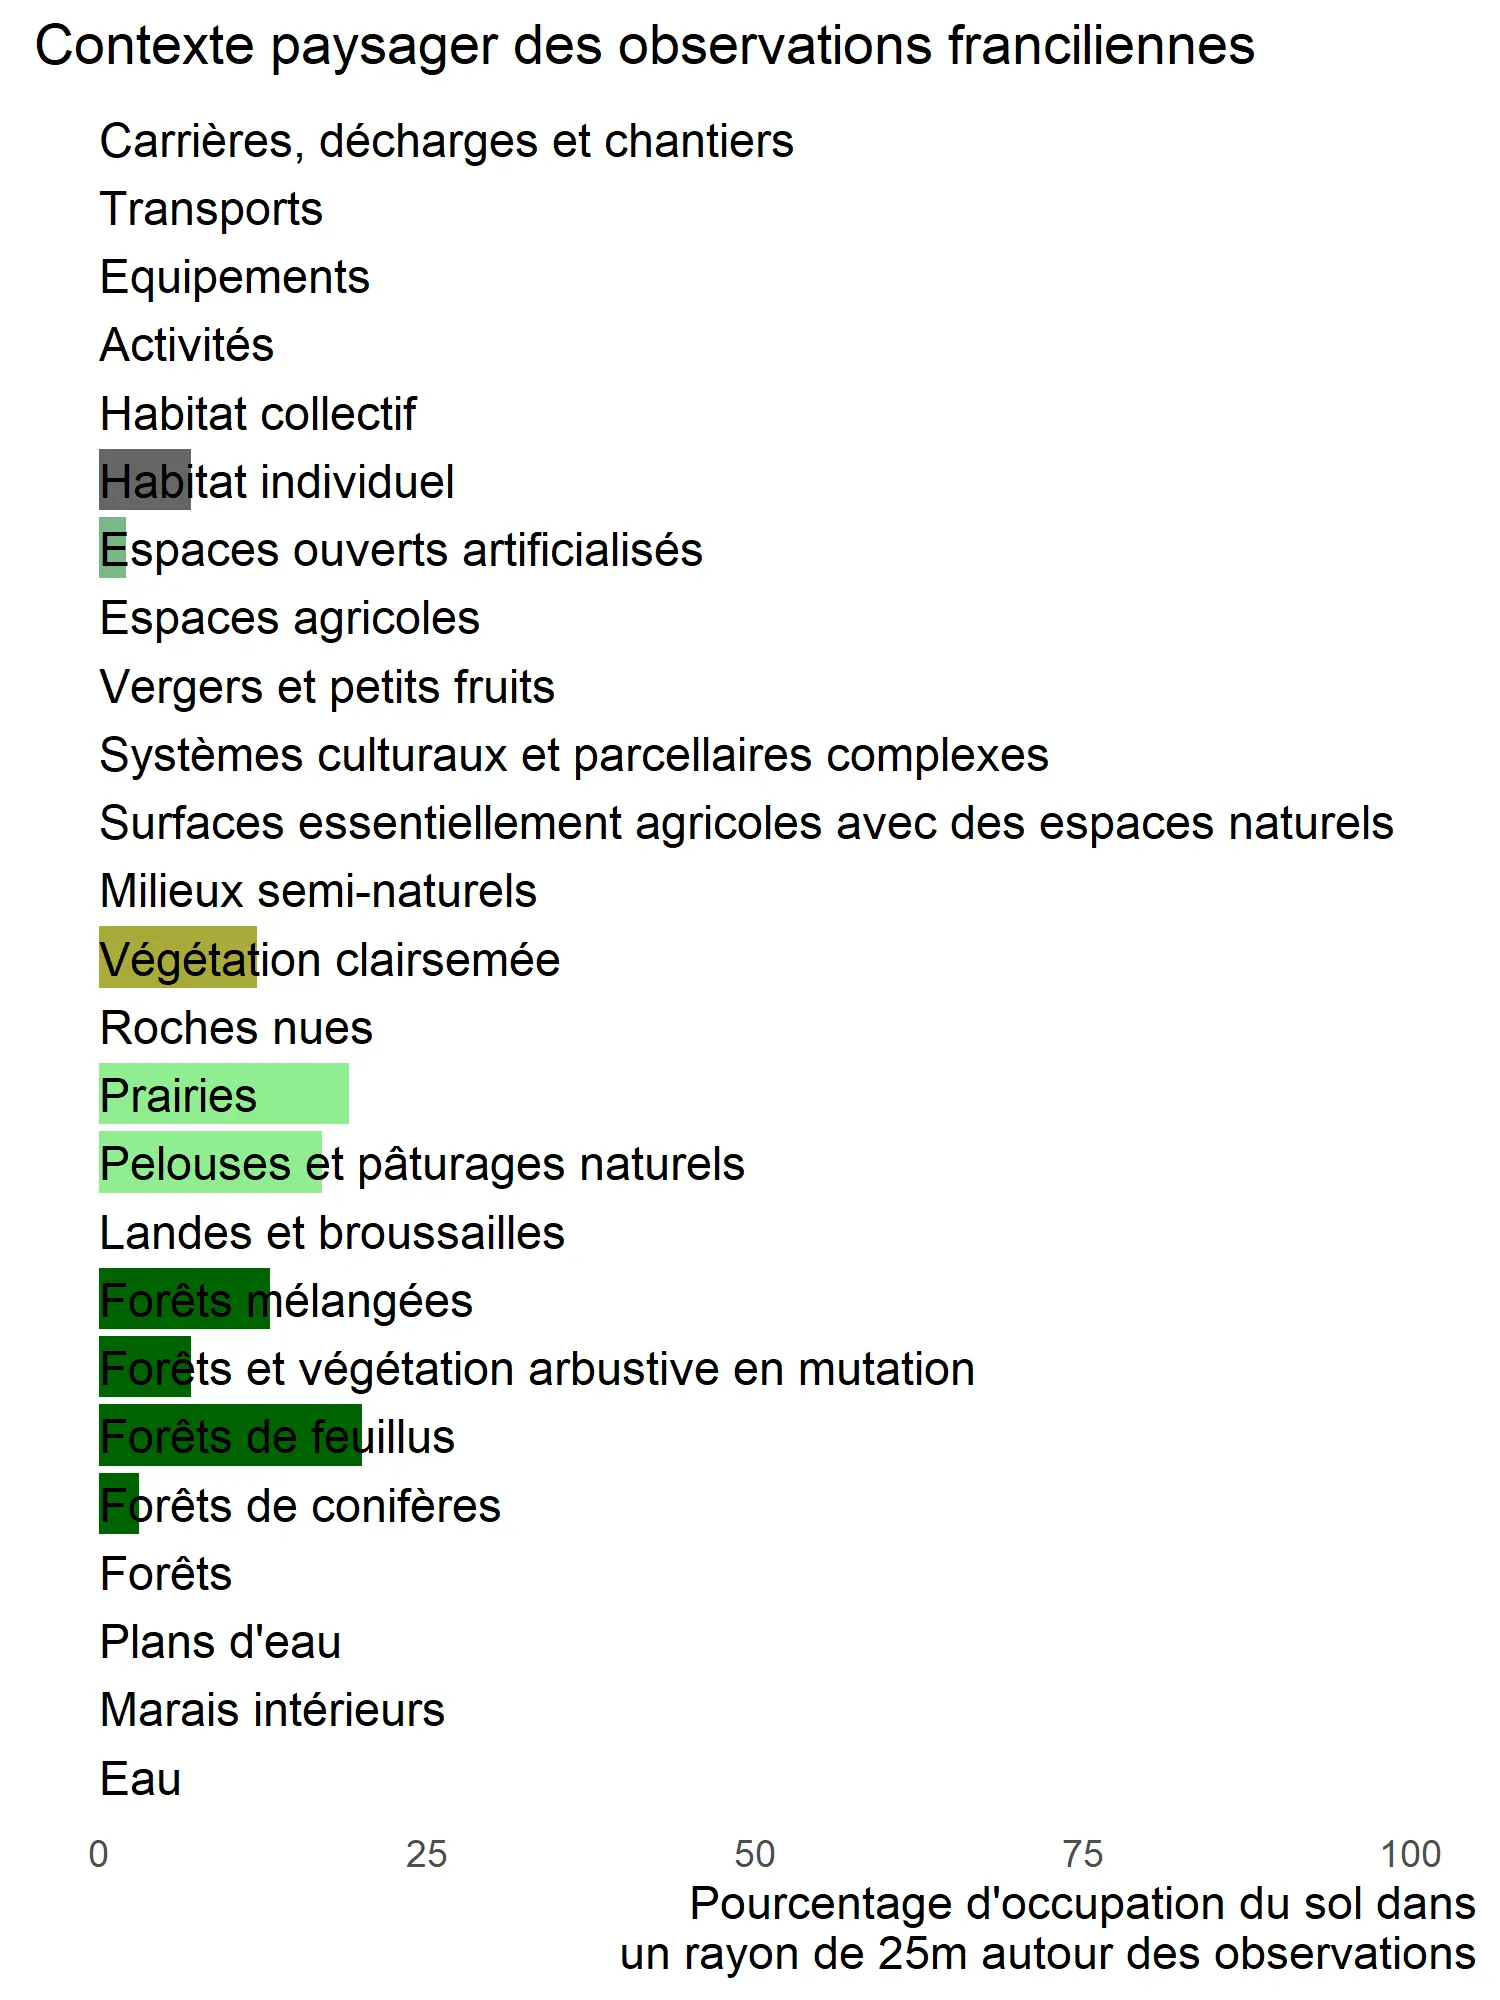 Contexte paysager des observations franciliennes
Carrières, décharges et chantiers
Transports
Equipements
Activités
Habitat collectif
Habitat individuel
Espaces ouverts artificialisés
Espaces agricoles
Vergers et petits fruits
Systèmes culturaux et parcellaires complexes
Surfaces essentiellement agricoles avec des espaces naturels
Milieux semi-naturels
Végétation clairsemée
Roches nues
Prairies
Pelouses et pâturages naturels
Landes et broussailles
Forêts mélangées
Forêts et végétation arbustive en mutation
Forêts de feuillus
Forêts de conifères
Forêts
Plans d'eau
Marais intérieurs
Eau
0 25 50 75 100
Pourcentage d'occupation du sol dans
un rayon de 25m autour des observations